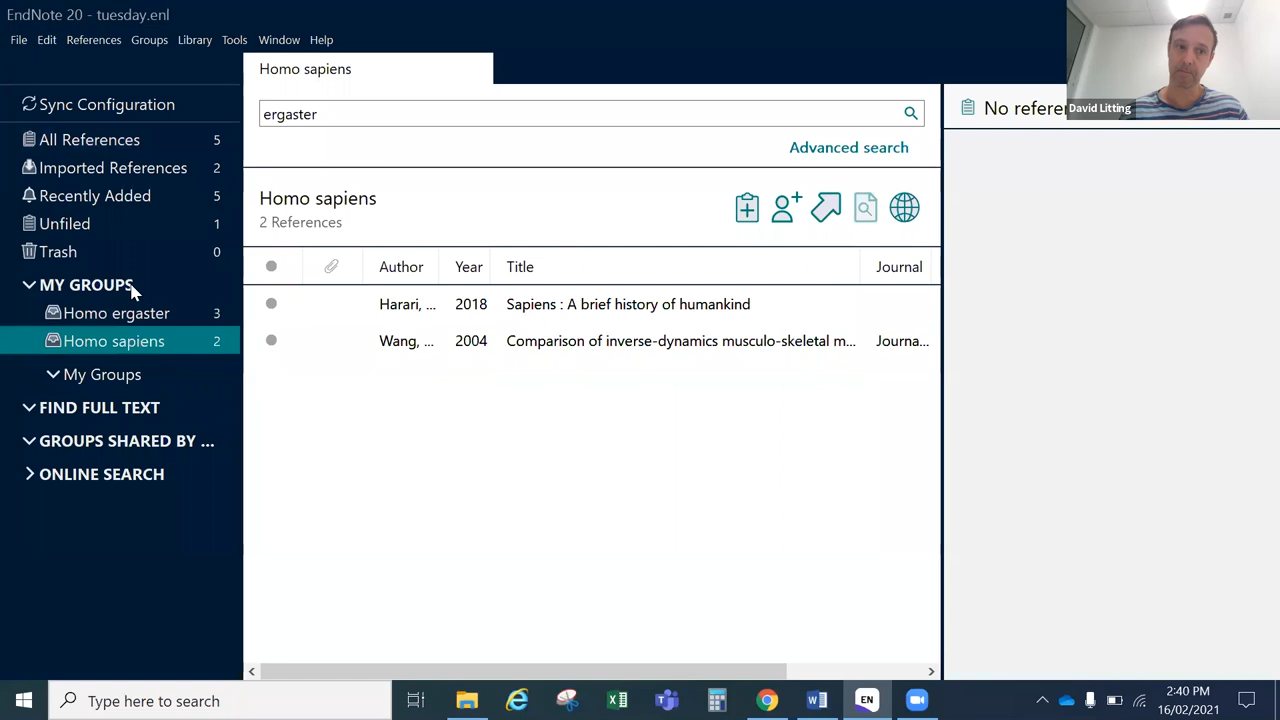 EndNote 20 - tuesday.enl
File Edit References Groups Library Tools Window Help
Homo sapiens
Sync Configuration
ergaster
Advanced search
All References 5
Imported References 2
Recently Added 5
Unfiled 1
Trash 0
MY GROUPS
Homo ergaster 3
Homo sapiens 2
My Groups
FIND FULL TEXT
GROUPS SHARED BY ...
ONLINE SEARCH
Homo sapiens
2 References
Author Year Title Journal
Harari, ... 2018 Sapiens : A brief history of humankind
Wang, ... 2004 Comparison of inverse-dynamics musculo-skeletal m... Journa...
No refere
David Litting
Type here to search
EN
2:40 PM
16/02/2021